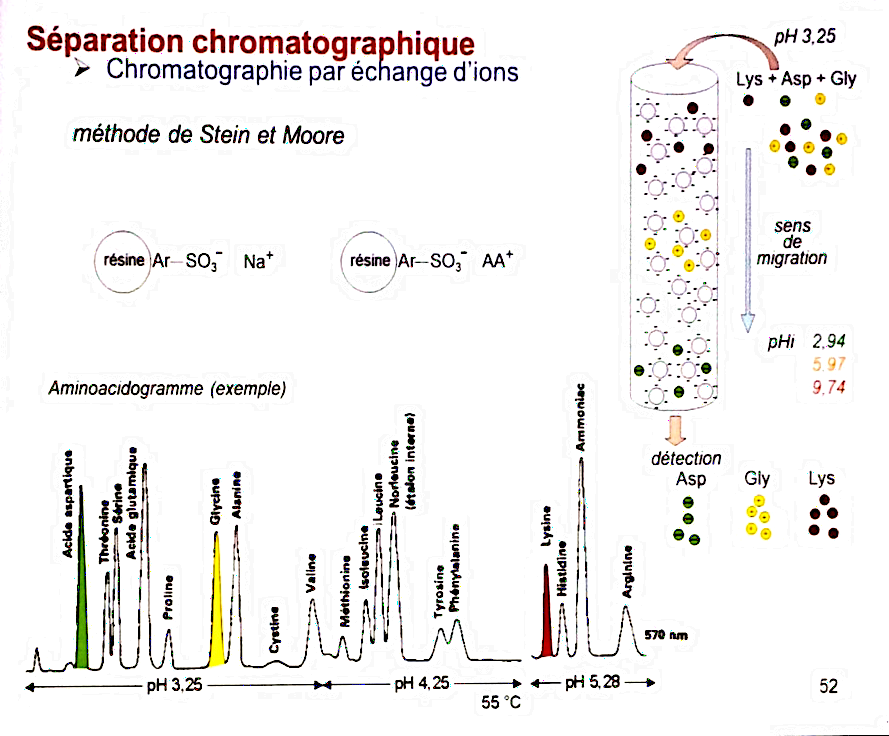 Séparation chromatographique
➢ Chromatographie par échange d'ions
méthode de Stein et Moore
pH 3,25
Lys + Asp + Gly
résine Ar—SO₃⁻ Na⁺
résine Ar—SO₃⁻ AA⁺
sens
de
migration
pHi 2,94
5,97
9,74
Aminoacidogramme (exemple)
détection
Asp Gly Lys
Acide aspartique
Thréonine
Sérine
Acide glutamique
Proline
Glycine
Alanine
Cystine
Valine
Méthionine
Isoleucine
Leucine
Norleucine
(étalon interne)
Tyrosine
Phénylalanine
Lysine
Histidine
Ammoniac
Arginine
570 nm
pH 3,25 pH 4,25 pH 5,28
55 °C
52